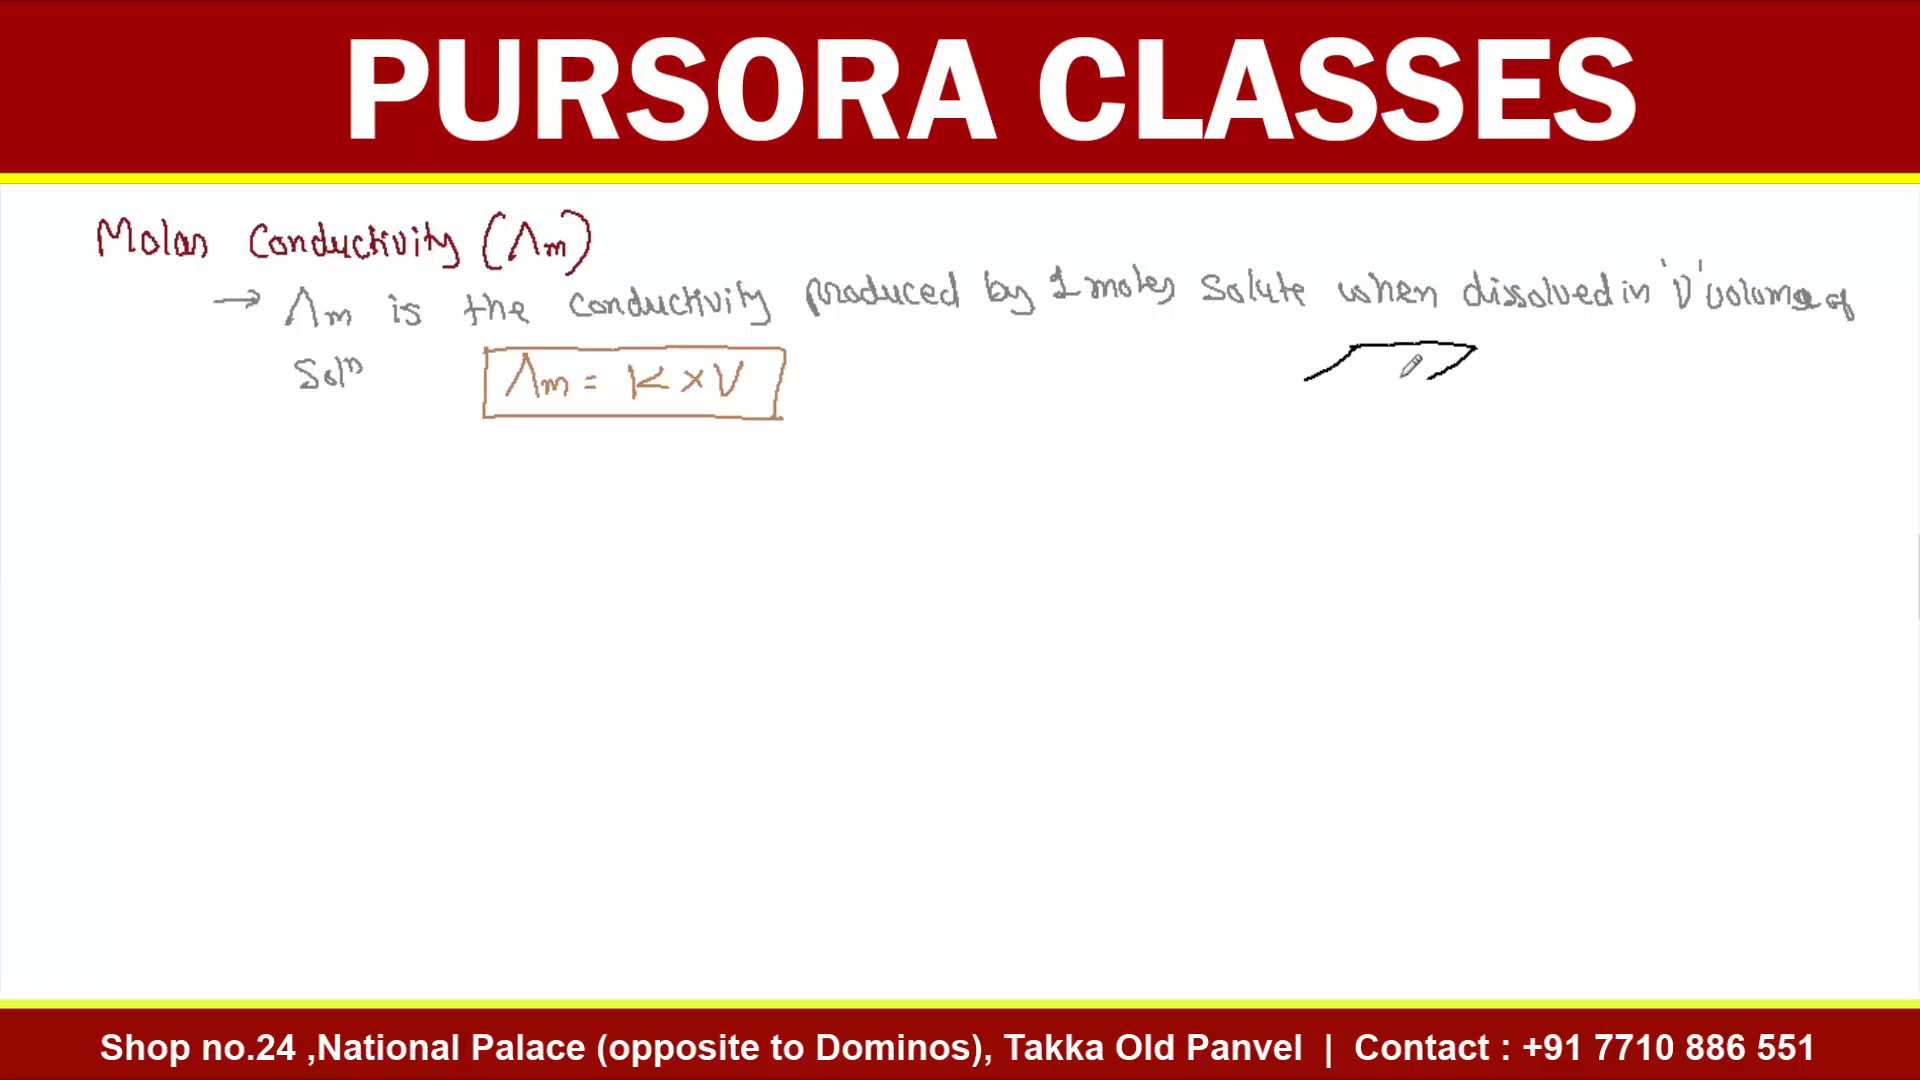 PURSORA CLASSES
Molar Conductivity (Λm)
→ Λm is the conductivity produced by 1 moles solute when dissolved in 'V' volume of
Solⁿ Λm = K × V
Shop no.24 ,National Palace (opposite to Dominos), Takka Old Panvel | Contact : +91 7710 886 551